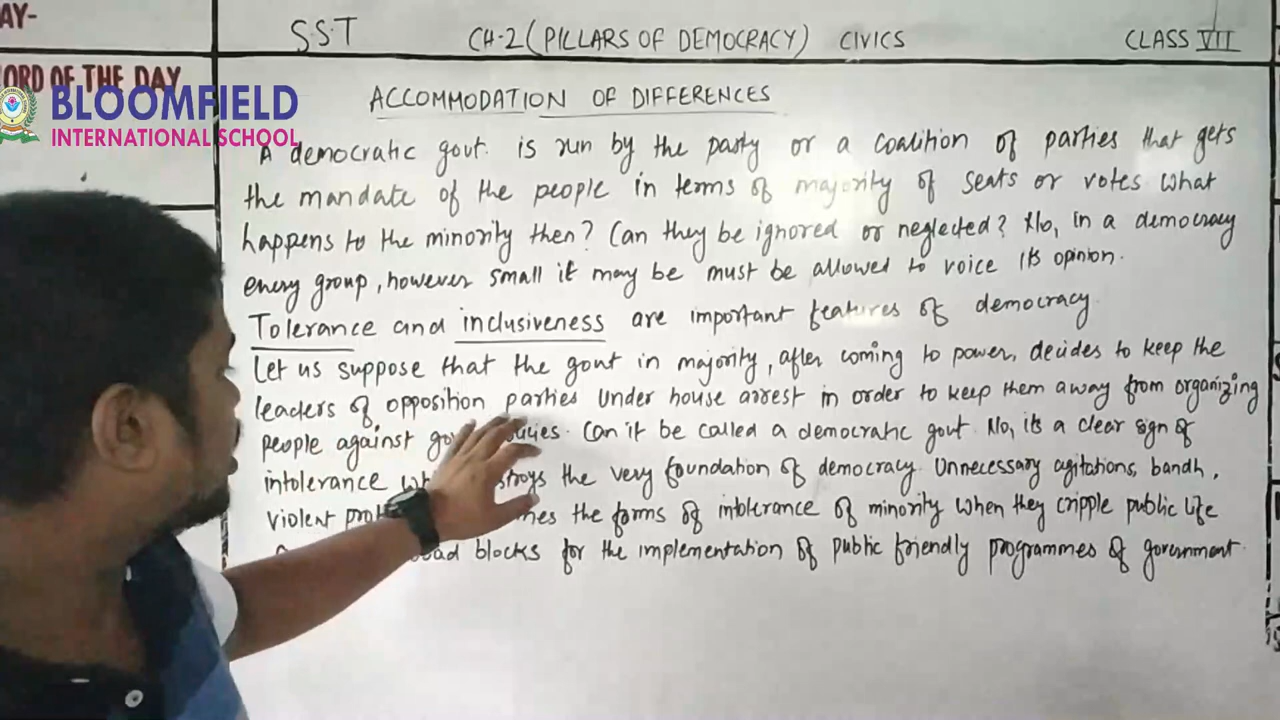 AY-
S.S.T CH-2 (PILLARS OF DEMOCRACY) CIVICS CLASS VII
ORD OF THE DAY
BLOOMFIELD
INTERNATIONAL SCHOOL
ACCOMMODATION OF DIFFERENCES
A democratic govt. is run by the party or a coalition of parties that gets
the mandate of the people in terms of majority of seats or votes what
happens to the minority then? Can they be ignored or neglected? No, in a democracy
every group, however small it may be must be allowed to voice its opinion.
Tolerance and inclusiveness are important features of democracy.
Let us suppose that the govt in majority, after coming to power, decides to keep the
leaders of opposition parties under house arrest in order to keep them away from organizing
people against Can it be called a democratic govt. No, its a clear sign of
intolerance the very foundation of democracy. Unnecessary agitations, bandh,
violent the forms of intolerance of minority when they cripple public life
blocks for the implementation of public friendly programmes of government.